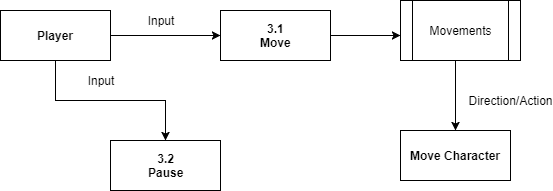 Player
Input
3.1
Move
Movements
Input
Direction/Action
3.2
Pause
Move Character